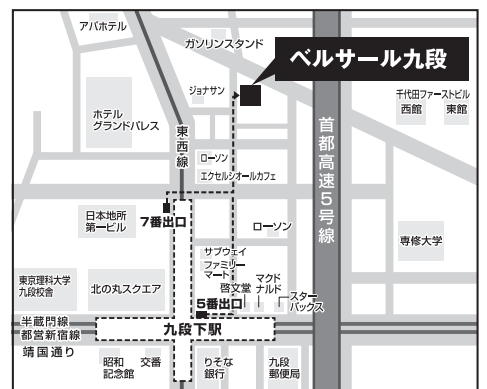 アパホテル
ガソリンスタンド
ベルサール九段
ジョナサン
千代田ファーストビル
西館
東館
ホテル
グランドパレス
東西線
首都高速5号線
ローソン
エクセルシオールカフェ
日本地所
第一ビル
7番出口
ローソン
専修大学
サブウェイ
ファミリー
マート
東京理科大学
九段校舎
北の丸スクエア
啓文堂
マクド
ナルド
スター
バックス
5番出口
半蔵門線
都営新宿線
九段下駅
靖国通り
昭和
記念館
交番
りそな
銀行
九段
郵便局